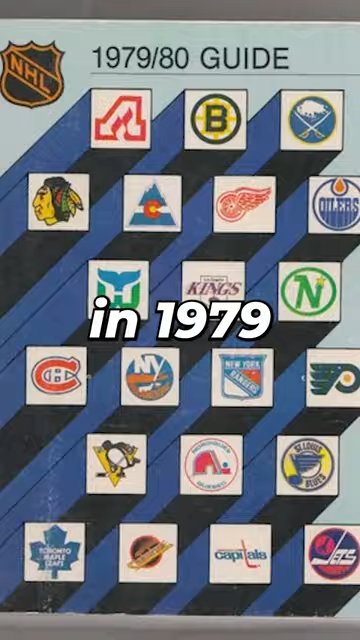 NHL
1979/80 GUIDE
B
OILERS
KINGS
N
in 1979
NY
NEW YORK
RANGERS
NORDIQUES
QUEBEC
ST. LOUIS
BLUES
TORONTO
MAPLE
LEAFS
capitals
JETS